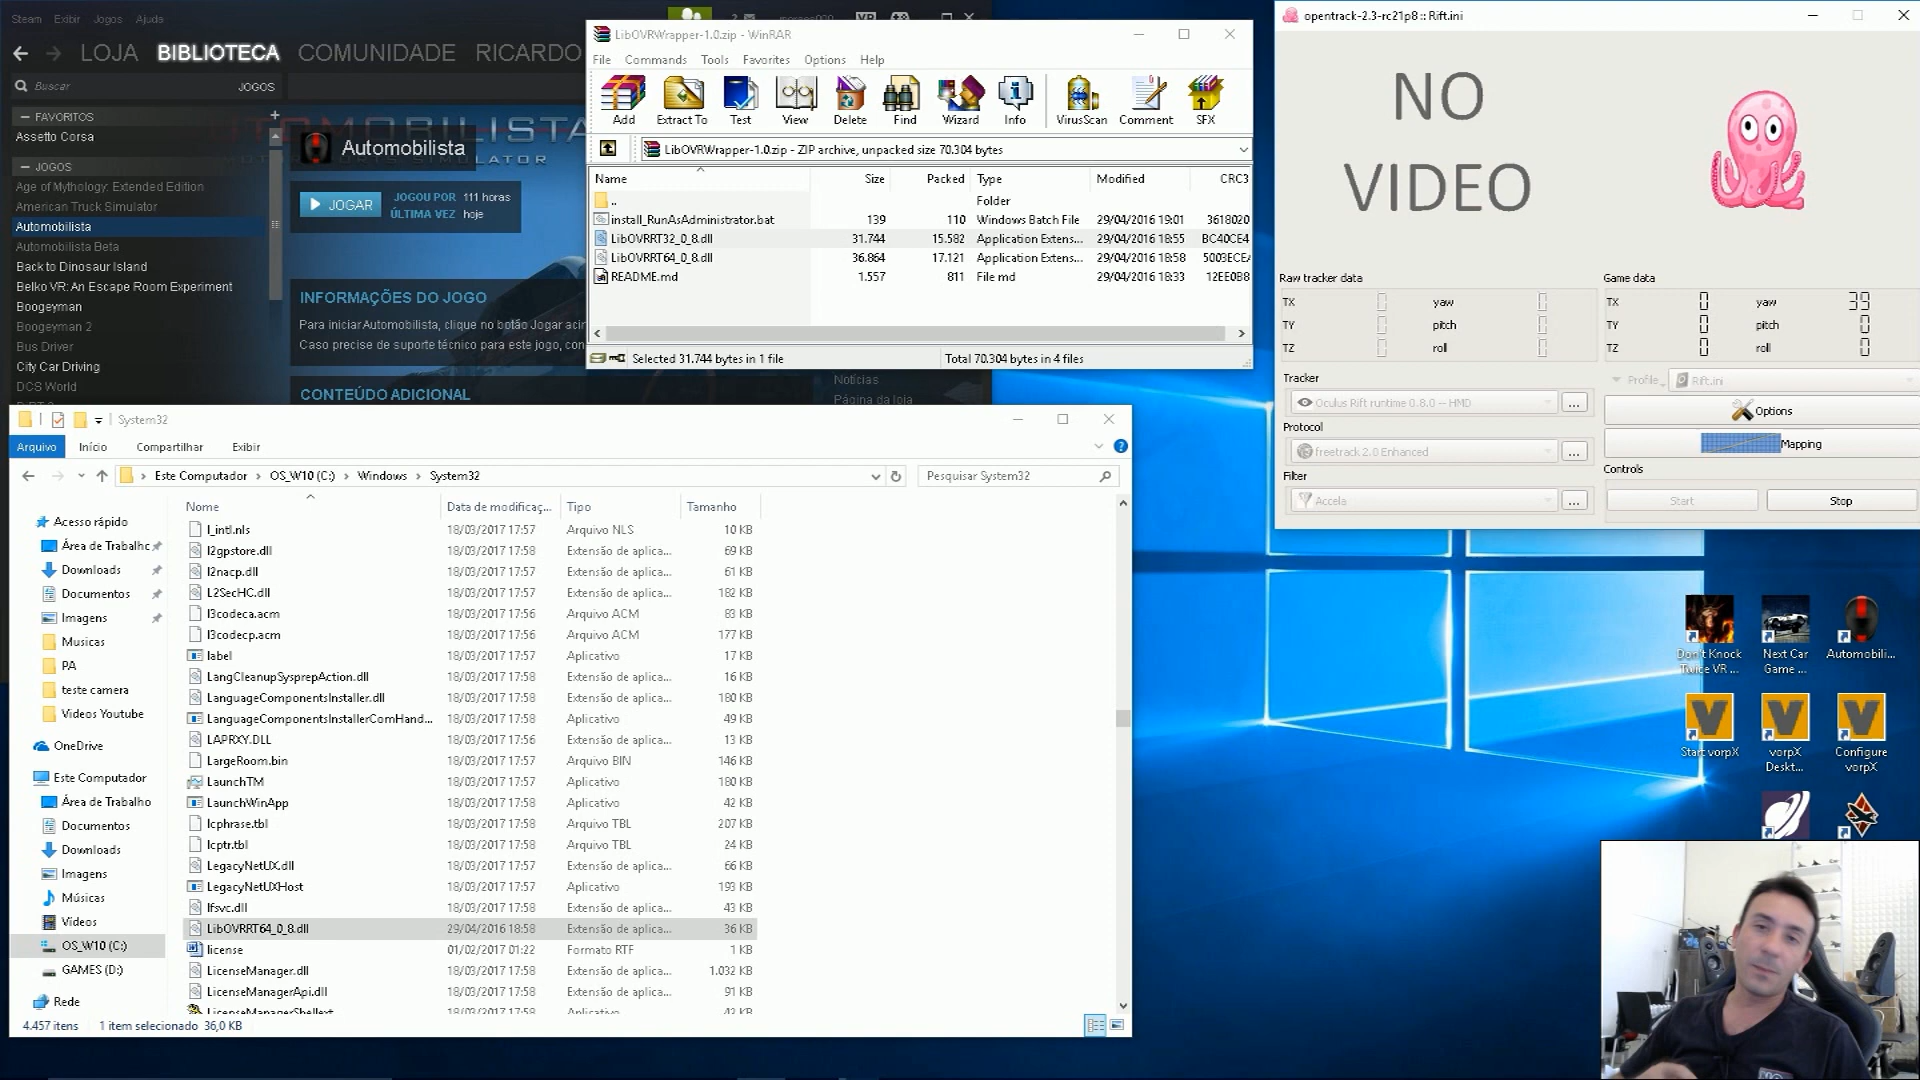 Steam Exibir Jogos Ajuda
LOJA BIBLIOTECA COMUNIDADE RICARDO
Buscar JOGOS
— FAVORITOS +
Assetto Corsa
— JOGOS
Age of Mythology: Extended Edition
American Truck Simulator
Automobilista
Automobilista Beta
Back to Dinosaur Island
Belko VR: An Escape Room Experiment
Boogeyman
Boogeyman 2
Bus Driver
City Car Driving
DCS World
Automobilista
JOGAR
JOGOU POR 111 horas
ÚLTIMA VEZ hoje
INFORMAÇÕES DO JOGO
Para iniciar Automobilista, clique no botão Jogar acim
Caso precise de suporte técnico para este jogo, con
CONTEÚDO ADICIONAL
Notícias
Página da loja
LibOVRWrapper-1.0.zip - WinRAR
File Commands Tools Favorites Options Help
Add Extract To Test View Delete Find Wizard Info VirusScan Comment SFX
LibOVRWrapper-1.0.zip - ZIP archive, unpacked size 70.304 bytes
Name Size Packed Type Modified CRC3
.. Folder
install_RunAsAdministrator.bat 139 110 Windows Batch File 29/04/2016 19:01 3618020
LibOVRRT32_0_8.dll 31.744 15.582 Application Extens... 29/04/2016 18:55 BC40CE4
LibOVRRT64_0_8.dll 36.864 17.121 Application Extens... 29/04/2016 18:58 5003ECEA
README.md 1.557 811 File md 29/04/2016 18:33 12EE0B8
Selected 31.744 bytes in 1 file Total 70.304 bytes in 4 files
opentrack-2.3-rc21p8 :: Rift.ini
NO
VIDEO
Raw tracker data Game data
TX 0 yaw 0 TX 0 yaw 39
TY 0 pitch 0 TY 0 pitch 0
TZ 0 roll 0 TZ 0 roll 0
Tracker
Profile Rift.ini
Oculus Rift runtime 0.8.0 -- HMD ...
Options
Protocol
Mapping
freetrack 2.0 Enhanced ...
Controls
Filter
Accela ...
Start Stop
System32
Arquivo Início Compartilhar Exibir
Este Computador > OS_W10 (C:) > Windows > System32
Pesquisar System32
Acesso rápido
Área de Trabalho
Downloads
Documentos
Imagens
Musicas
PA
teste camera
Videos Youtube
OneDrive
Este Computador
Área de Trabalho
Documentos
Downloads
Imagens
Músicas
Vídeos
OS_W10 (C:)
GAMES (D:)
Rede
Nome Data de modificaç... Tipo Tamanho
l_intl.nls 18/03/2017 17:57 Arquivo NLS 10 KB
l2gpstore.dll 18/03/2017 17:58 Extensão de aplica... 69 KB
l2nacp.dll 18/03/2017 17:57 Extensão de aplica... 61 KB
L2SecHC.dll 18/03/2017 17:58 Extensão de aplica... 182 KB
l3codeca.acm 18/03/2017 17:56 Arquivo ACM 83 KB
l3codecp.acm 18/03/2017 17:56 Arquivo ACM 177 KB
label 18/03/2017 17:57 Aplicativo 17 KB
LangCleanupSysprepAction.dll 18/03/2017 17:57 Extensão de aplica... 16 KB
LanguageComponentsInstaller.dll 18/03/2017 17:58 Extensão de aplica... 180 KB
LanguageComponentsInstallerComHand... 18/03/2017 17:57 Aplicativo 49 KB
LAPRXY.DLL 18/03/2017 17:56 Extensão de aplica... 13 KB
LargeRoom.bin 18/03/2017 17:56 Arquivo BIN 146 KB
LaunchTM 18/03/2017 17:57 Aplicativo 180 KB
LaunchWinApp 18/03/2017 17:58 Aplicativo 42 KB
lcphrase.tbl 18/03/2017 17:58 Arquivo TBL 207 KB
lcptr.tbl 18/03/2017 17:58 Arquivo TBL 24 KB
LegacyNetUX.dll 18/03/2017 17:57 Extensão de aplica... 66 KB
LegacyNetUXHost 18/03/2017 17:57 Aplicativo 193 KB
lfsvc.dll 18/03/2017 17:58 Extensão de aplica... 43 KB
LibOVRRT64_0_8.dll 29/04/2016 18:58 Extensão de aplica... 36 KB
license 01/02/2017 01:22 Formato RTF 1 KB
LicenseManager.dll 18/03/2017 17:58 Extensão de aplica... 1.032 KB
LicenseManagerApi.dll 18/03/2017 17:58 Extensão de aplica... 91 KB
4.457 itens 1 item selecionado 36,0 KB
Don't Knock Twice VR ...
Next Car Game ...
Automobili...
Start vorpX
vorpX Deskt...
Configure vorpX